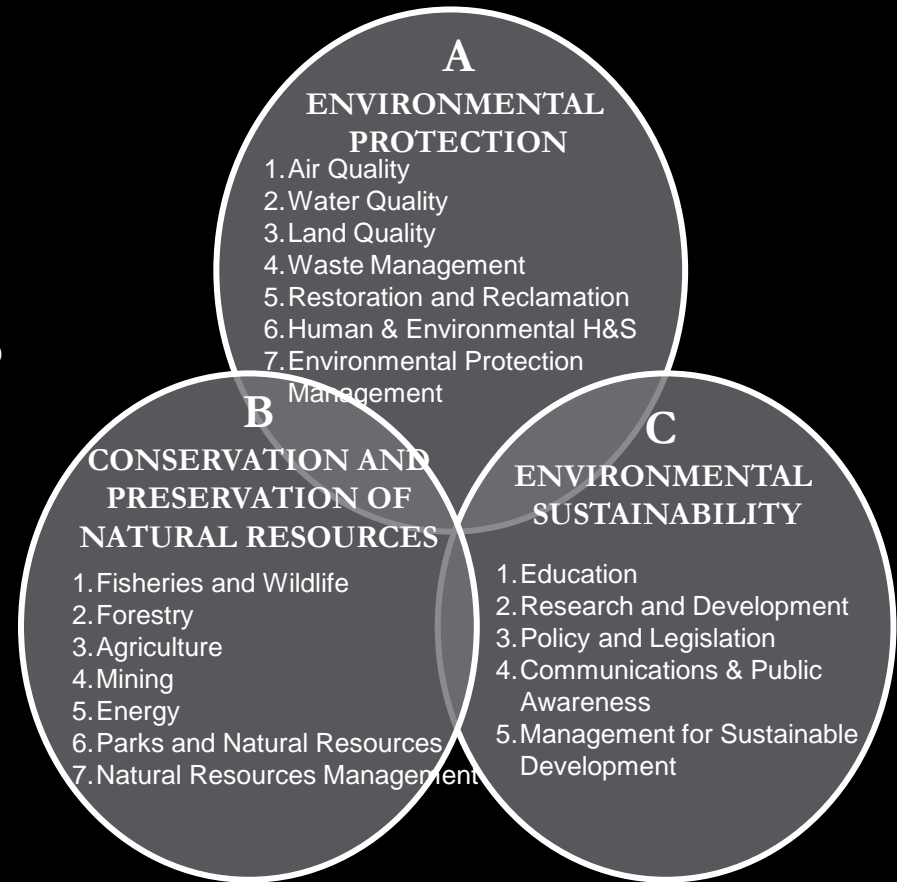 A
ENVIRONMENTAL
PROTECTION
1. Air Quality
2. Water Quality
3. Land Quality
4. Waste Management
5. Restoration and Reclamation
6. Human & Environmental H&S
7. Environmental Protection
Management
B
CONSERVATION AND
PRESERVATION OF
NATURAL RESOURCES
1. Fisheries and Wildlife
2. Forestry
3. Agriculture
4. Mining
5. Energy
6. Parks and Natural Resources
7. Natural Resources Management
C
ENVIRONMENTAL
SUSTAINABILITY
1. Education
2. Research and Development
3. Policy and Legislation
4. Communications & Public
Awareness
5. Management for Sustainable
Development